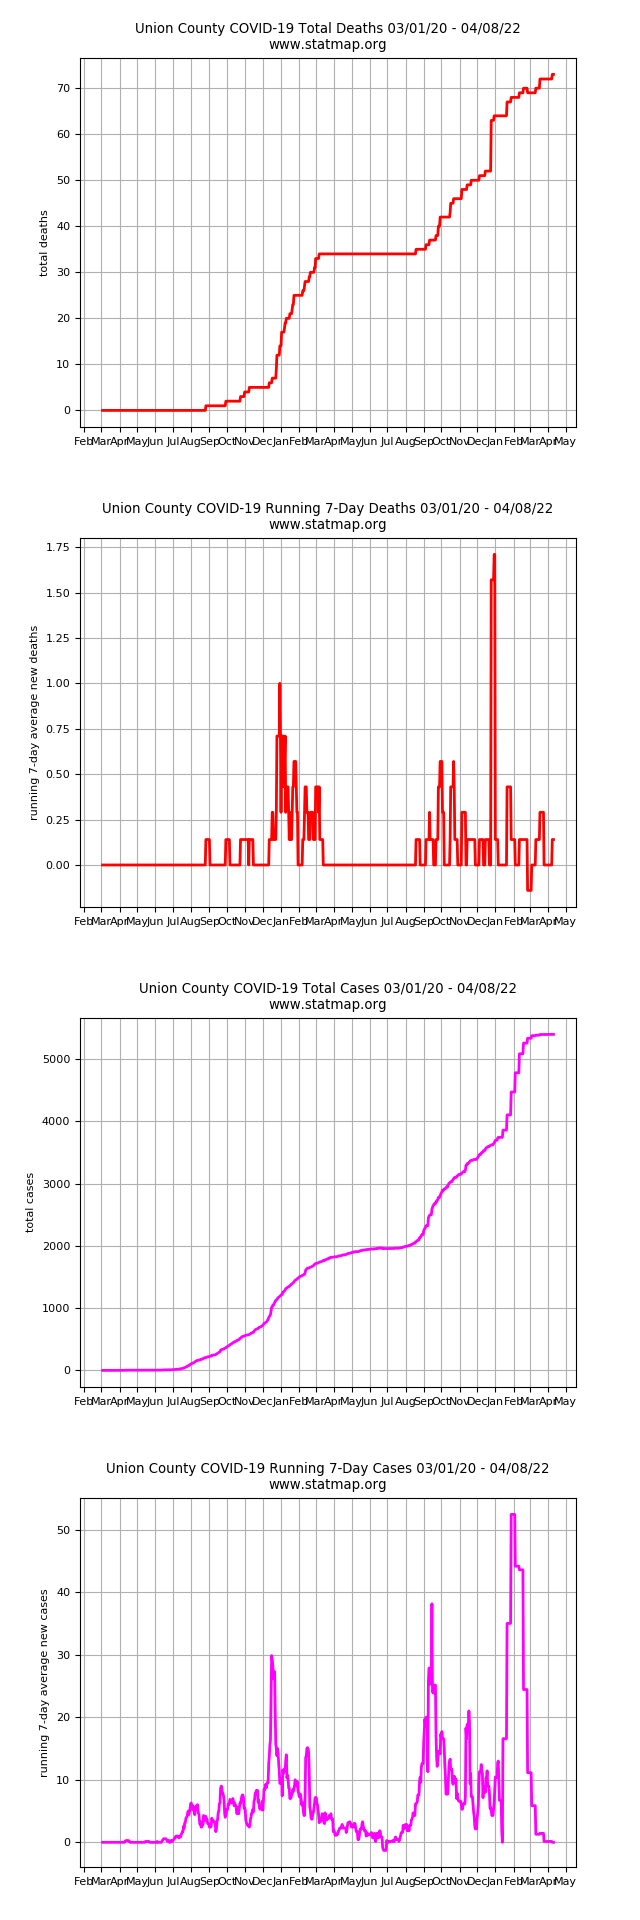 Union County COVID-19 Total Deaths 03/01/20 - 04/08/22
www.statmap.org
70
60
50
40
30
20
10
0
total deaths
Feb Mar Apr May Jun Jul Aug Sep Oct Nov Dec Jan Feb Mar Apr May Jun Jul Aug Sep Oct Nov Dec Jan Feb Mar Apr May
Union County COVID-19 Running 7-Day Deaths 03/01/20 - 04/08/22
www.statmap.org
1.75
1.50
1.25
1.00
0.75
0.50
0.25
0.00
running 7-day average new deaths
Feb Mar Apr May Jun Jul Aug Sep Oct Nov Dec Jan Feb Mar Apr May Jun Jul Aug Sep Oct Nov Dec Jan Feb Mar Apr May
Union County COVID-19 Total Cases 03/01/20 - 04/08/22
www.statmap.org
5000
4000
3000
2000
1000
0
total cases
Feb Mar Apr May Jun Jul Aug Sep Oct Nov Dec Jan Feb Mar Apr May Jun Jul Aug Sep Oct Nov Dec Jan Feb Mar Apr May
Union County COVID-19 Running 7-Day Cases 03/01/20 - 04/08/22
www.statmap.org
50
40
30
20
10
0
running 7-day average new cases
Feb Mar Apr May Jun Jul Aug Sep Oct Nov Dec Jan Feb Mar Apr May Jun Jul Aug Sep Oct Nov Dec Jan Feb Mar Apr May